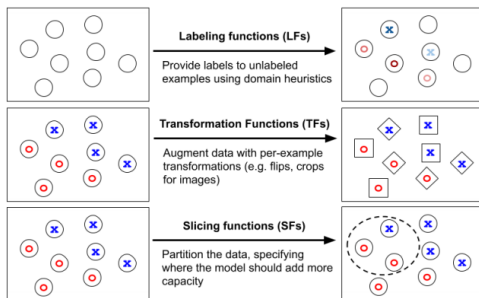 Labeling functions (LFs)
Provide labels to unlabeled
examples using domain heuristics
Transformation Functions (TFs)
Augment data with per-example
transformations (e.g. flips, crops
for images)
Slicing functions (SFs)
Partition the data, specifying
where the model should add more
capacity